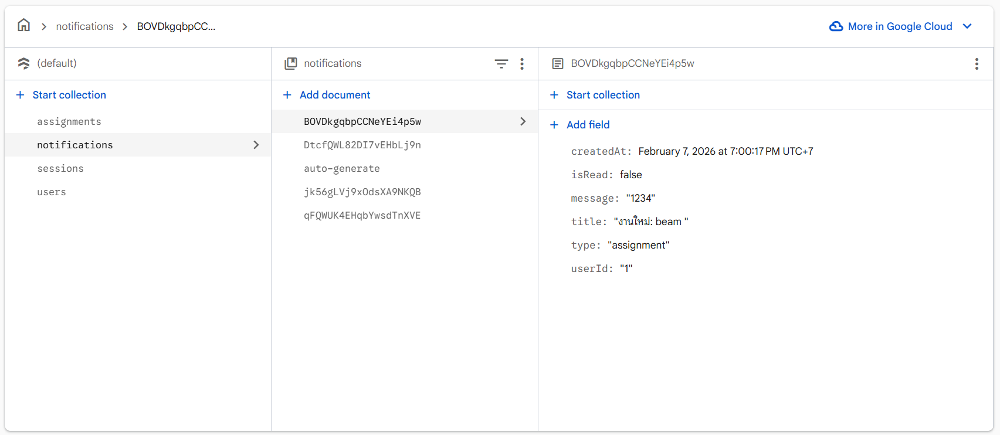 notifications > BOVDkgqbpCC...
More in Google Cloud
(default)
Start collection
assignments
notifications
sessions
users
notifications
Add document
BOVDkgqbpCCNeYEi4p5w
DtcfQWL82DI7vEHbLj9n
auto-generate
jk56gLVj9xOdsXA9NKQB
qFQWUK4EHqbYwsdTnXVE
BOVDkgqbpCCNeYEi4p5w
Start collection
Add field
createdAt: February 7, 2026 at 7:00:17 PM UTC+7
isRead: false
message: "1234"
title: "งานใหม่: beam "
type: "assignment"
userId: "1"